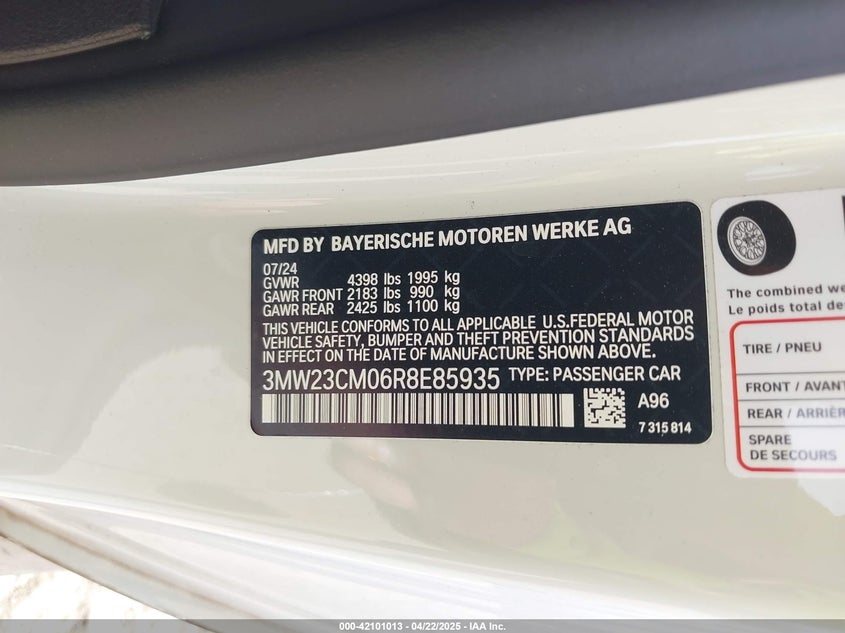 MFD BY BAYERISCHE MOTOREN WERKE AG
07/24
GVWR 4398 lbs 1995 kg
GAWR FRONT 2183 lbs 990 kg
GAWR REAR 2425 lbs 1100 kg
THIS VEHICLE CONFORMS TO ALL APPLICABLE U.S.FEDERAL MOTOR
VEHICLE SAFETY, BUMPER AND THEFT PREVENTION STANDARDS
IN EFFECT ON THE DATE OF MANUFACTURE SHOWN ABOVE.
3MW23CM06R8E85935 TYPE: PASSENGER CAR
A96
7 315 814
The combined we
Le poids total de
TIRE / PNEU
FRONT / AVANT
REAR / ARRIÈR
SPARE
DE SECOURS
000-42101013 - 04/22/2025 - IAA Inc.